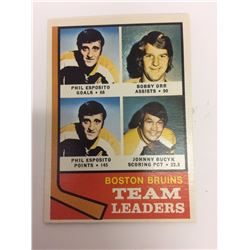 PHIL ESPOSITO
GOALS • 68
BOBBY ORR
ASSISTS • 90
PHIL ESPOSITO
POINTS • 145
JOHNNY BUCYK
SCORING PCT • 23.3
BOSTON BRUINS
TEAM
LEADERS